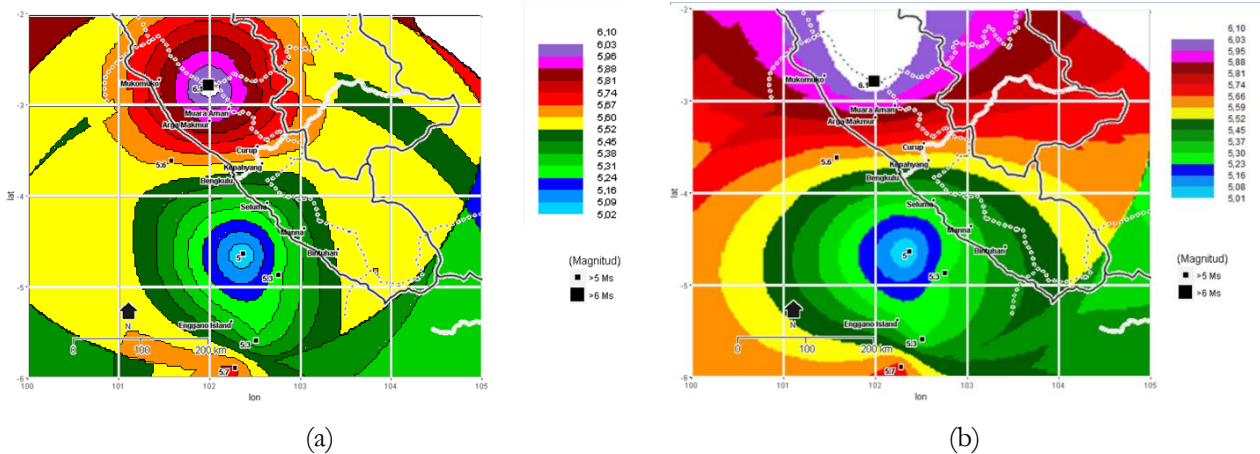 -2
-3
-4
-5
-6
lat
100
101
102
103
104
105
lon
Mukomuko
6.1
Muara Aman
Arga Makmur
Curup
5.6
Kepahyang
Bengkulu
Seluma
Manna
5
Bintuhan
5.3
N
Enggano Island
0
100
200 km
5.3
5.7
6,10
6,03
5,95
5,88
5,81
5,74
5,67
5,60
5,52
5,45
5,38
5,31
5,24
5,16
5,09
5,02
(Magnitud)
>5 Ms
>6 Ms
(a)
-2
-3
-4
-5
-6
lat
100
101
102
103
104
105
lon
Mukomuko
6.1
Muara Aman
Arga Makmur
Curup
5.6
Kepahyang
Bengkulu
Seluma
Manna
5
Bintuhan
5.3
N
Enggano Island
0
100
200 km
5.3
5.7
6,10
6,03
5,95
5,88
5,81
5,74
5,66
5,59
5,52
5,45
5,37
5,30
5,23
5,16
5,08
5,01
(Magnitud)
>5 Ms
>6 Ms
(b)